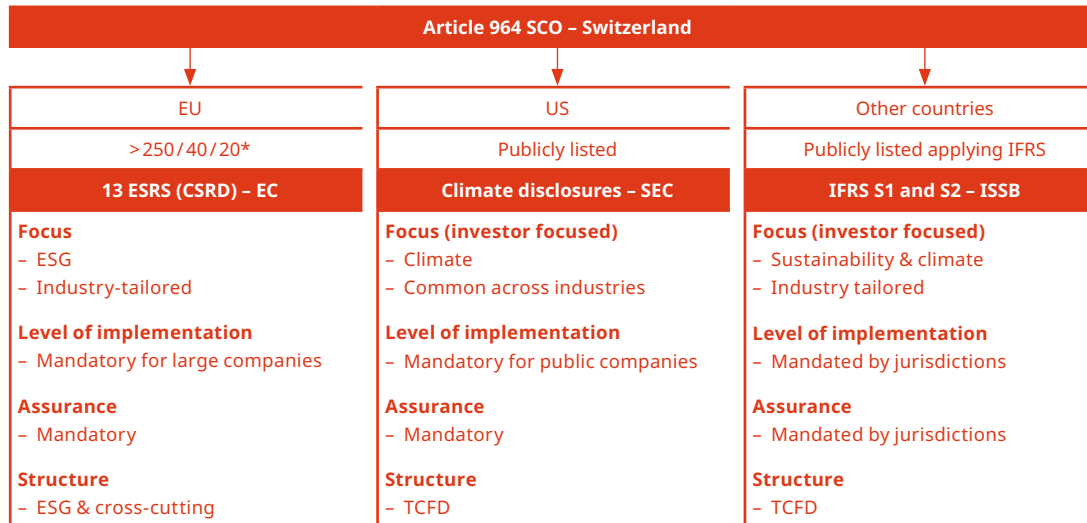 Article 964 SCO – Switzerland
EU
>250/40/20*
13 ESRS (CSRD) – EC
Focus
– ESG
– Industry-tailored
Level of implementation
– Mandatory for large companies
Assurance
– Mandatory
Structure
– ESG & cross-cutting
US
Publicly listed
Climate disclosures – SEC
Focus (investor focused)
– Climate
– Common across industries
Level of implementation
– Mandatory for public companies
Assurance
– Mandatory
Structure
– TCFD
Other countries
Publicly listed applying IFRS
IFRS S1 and S2 – ISSB
Focus (investor focused)
– Sustainability & climate
– Industry tailored
Level of implementation
– Mandated by jurisdictions
Assurance
– Mandated by jurisdictions
Structure
– TCFD